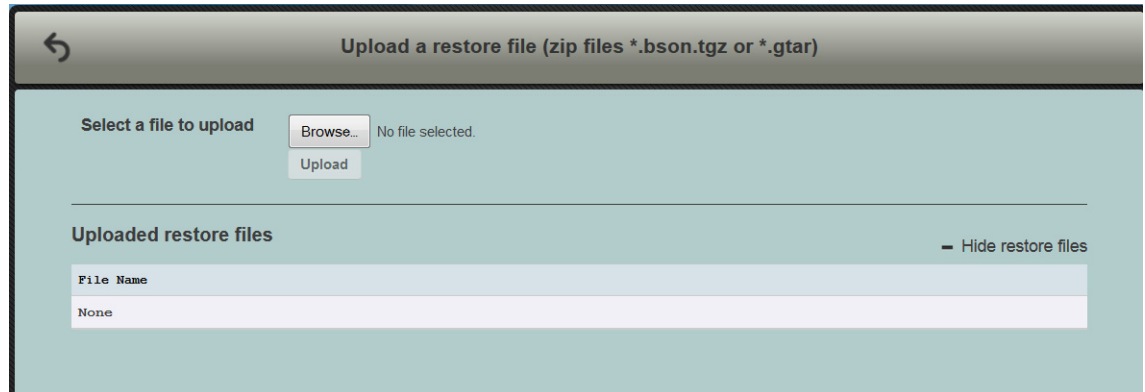 Upload a restore file (zip files *.bson.tgz or *.gtar)
Select a file to upload
Browse... No file selected.
Upload
Uploaded restore files
Hide restore files
File Name
None